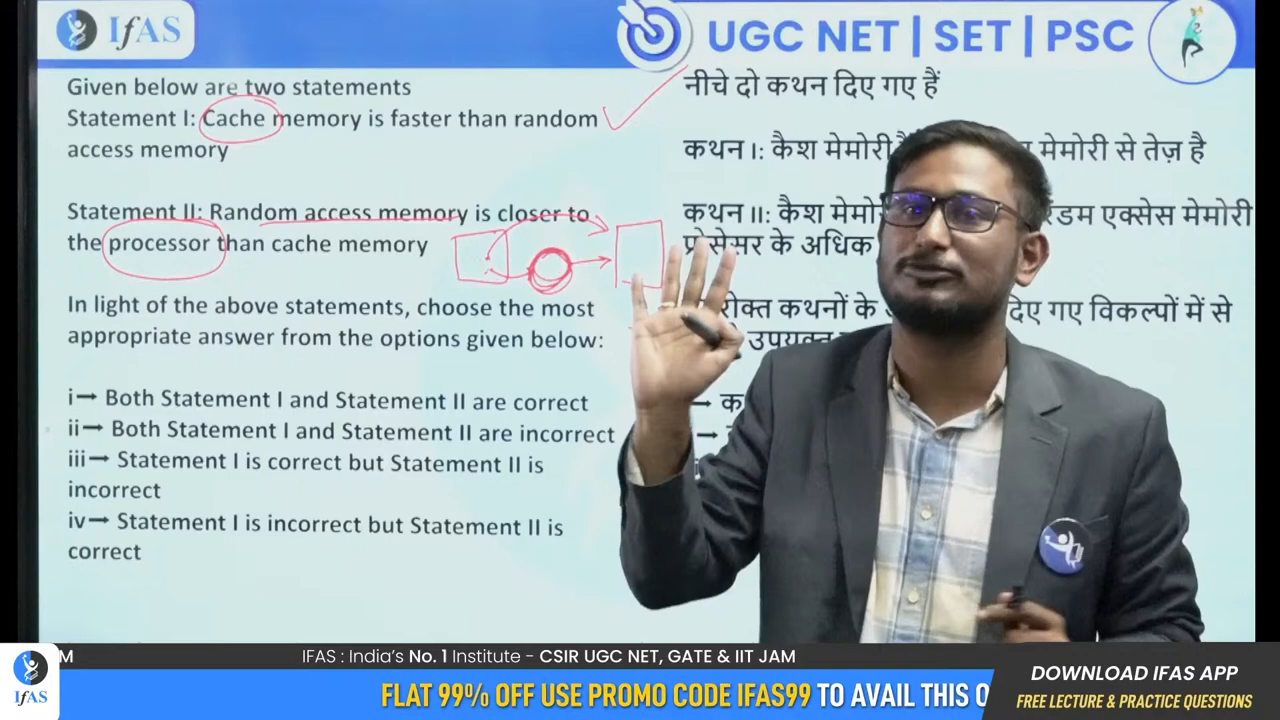 IfAS
UGC NET | SET | PSC
Given below are two statements
Statement I: Cache memory is faster than random
access memory
Statement II: Random access memory is closer to
the processor than cache memory
In light of the above statements, choose the most
appropriate answer from the options given below:
i→ Both Statement I and Statement II are correct
ii→ Both Statement I and Statement II are incorrect
iii→ Statement I is correct but Statement II is
incorrect
iv→ Statement I is incorrect but Statement II is
correct
नीचे दो कथन दिए गए हैं
कथन I: कैश मेमोरी मेमोरी से तेज़ है
कथन II: कैश एक्सेस मेमोरी
प्रोसेसर के अधिक
कथनों के दिए गए विकल्पों में से
IFAS : India's No. 1 Institute - CSIR UGC NET, GATE & IIT JAM
IfAS
FLAT 99% OFF USE PROMO CODE IFAS99 TO AVAIL THIS
DOWNLOAD IFAS APP
FREE LECTURE & PRACTICE QUESTIONS